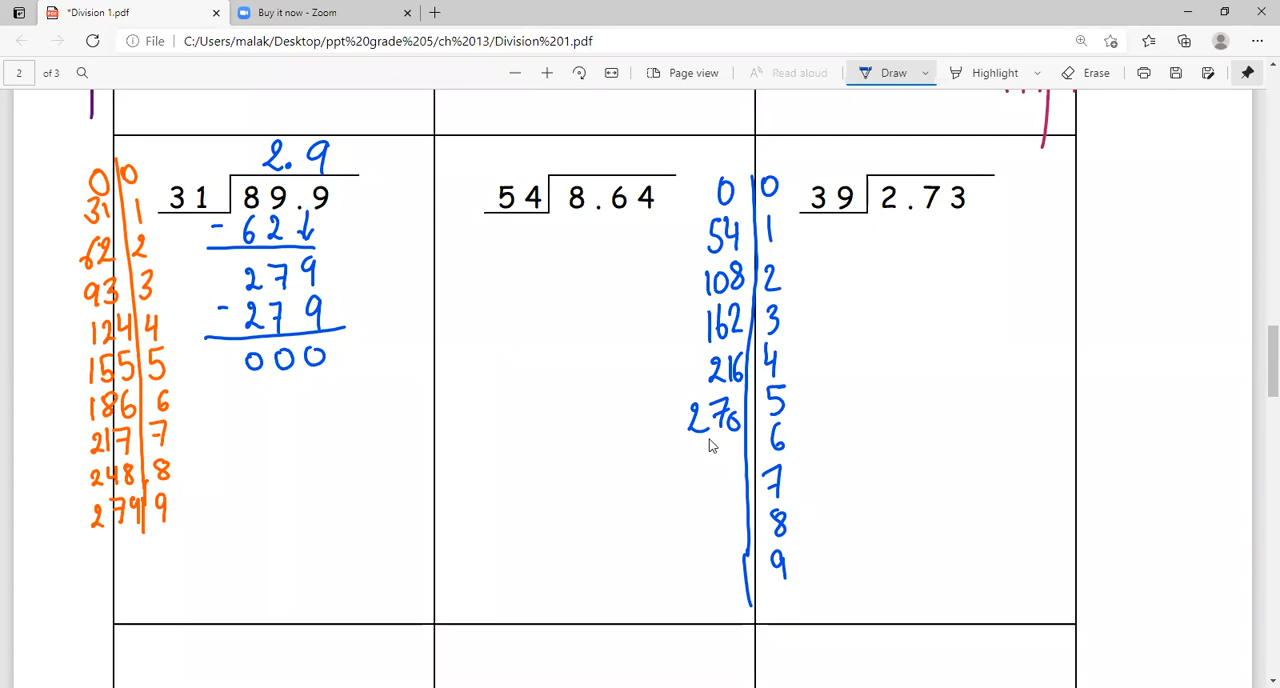 *Division 1.pdf
Buy it now - Zoom
File
C:/Users/malak/Desktop/ppt%20grade%205/ch%2013/Division%201.pdf
2 of 3
Page view
Read aloud
Draw
Highlight
Erase
2.9
31 89.9
- 62
279
- 279
000
0 0
31 1
62 2
93 3
124 4
155 5
186 6
217 7
248 8
279 9
54 8.64
0 0
54 1
108 2
162 3
216 4
270 5
6
7
8
9
39 2.73